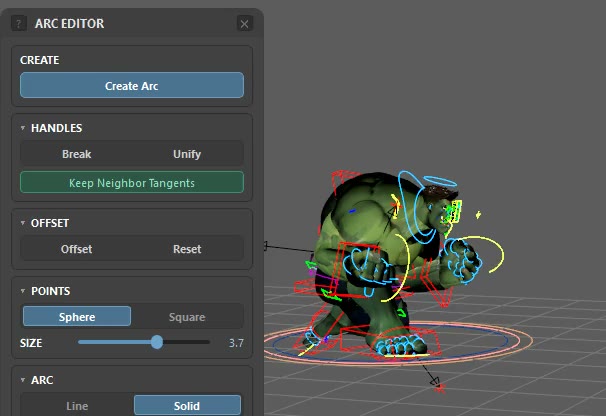 ? ARC EDITOR ×
CREATE
Create Arc
HANDLES
Break Unify
Keep Neighbor Tangents
OFFSET
Offset Reset
POINTS
Sphere Square
SIZE 3.7
ARC
Line Solid